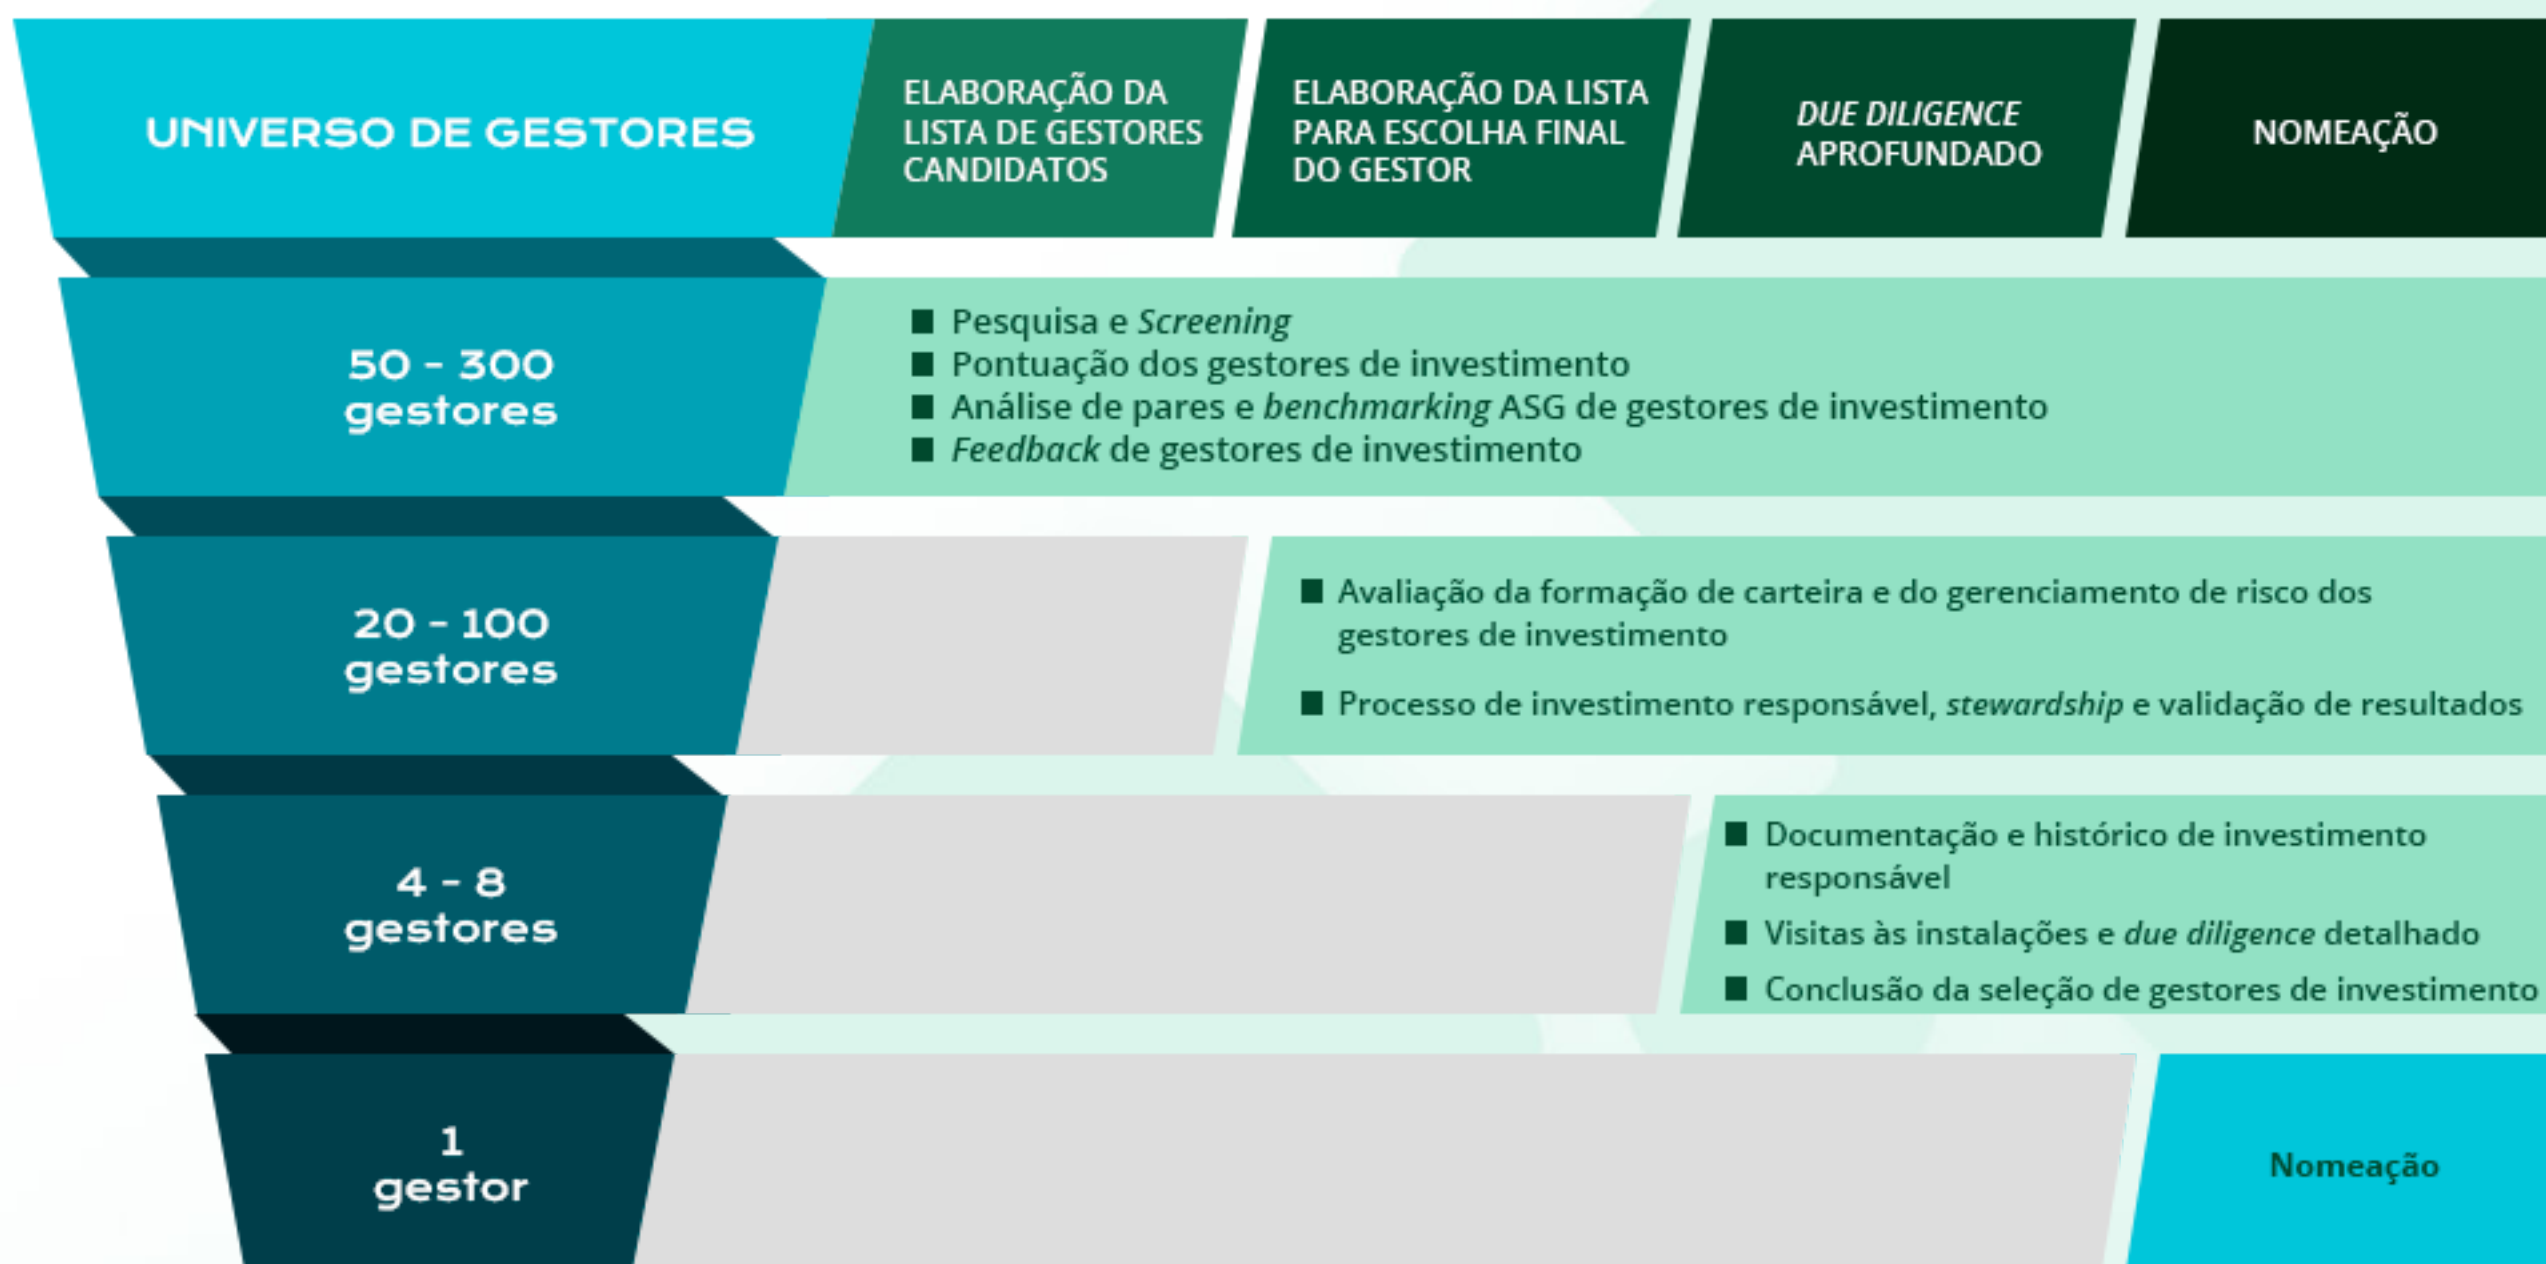 UNIVERSO DE GESTORES
ELABORAÇÃO DA
LISTA DE GESTORES
CANDIDATOS
ELABORAÇÃO DA LISTA
PARA ESCOLHA FINAL
DO GESTOR
DUE DILIGENCE
APROFUNDADO
NOMEAÇÃO
50 - 300
gestores
■ Pesquisa e Screening
■ Pontuação dos gestores de investimento
■ Análise de pares e benchmarking ASG de gestores de investimento
■ Feedback de gestores de investimento
20 - 100
gestores
■ Avaliação da formação de carteira e do gerenciamento de risco dos
gestores de investimento
■ Processo de investimento responsável, stewardship e validação de resultados
4 - 8
gestores
■ Documentação e histórico de investimento
responsável
■ Visitas às instalações e due diligence detalhado
■ Conclusão da seleção de gestores de investimento
1
gestor
Nomeação